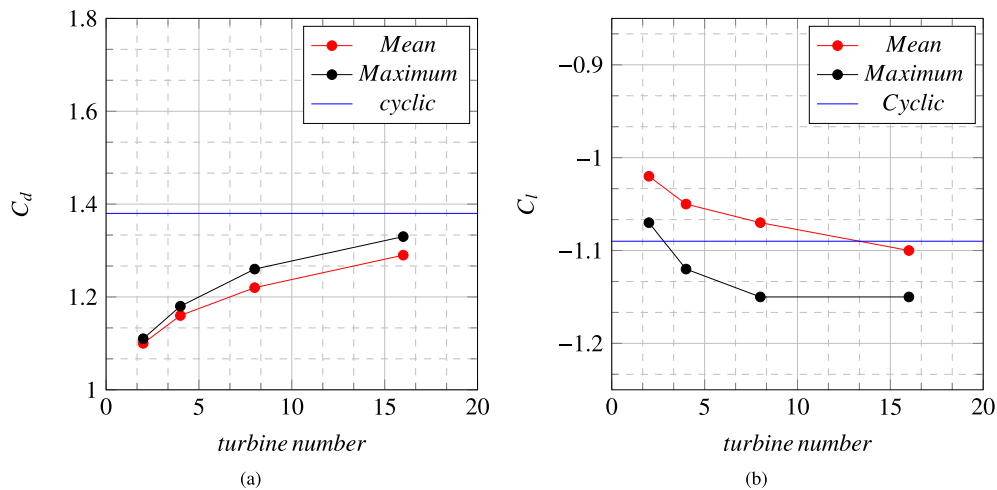 1.8
1.6
1.4
1.2
1
0
5
10
15
20
C_d
turbine number
Mean
Maximum
cyclic
(a)
−0.9
−1
−1.1
−1.2
0
5
10
15
20
C_l
turbine number
Mean
Maximum
Cyclic
(b)